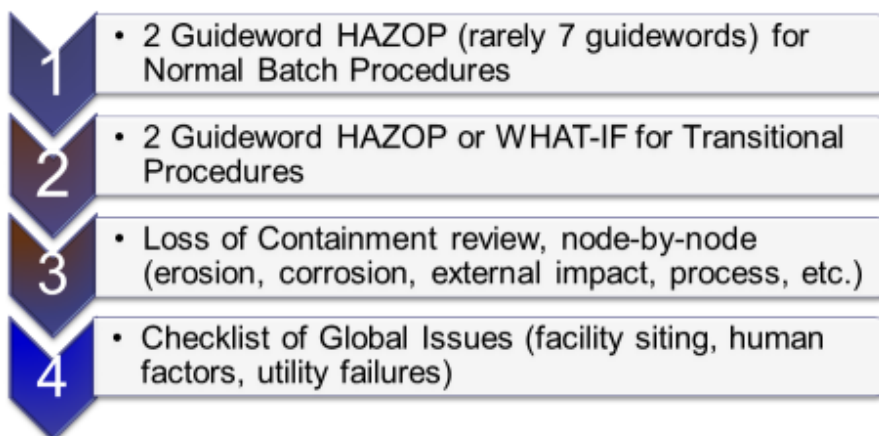 1
• 2 Guideword HAZOP (rarely 7 guidewords) for
Normal Batch Procedures
2
• 2 Guideword HAZOP or WHAT-IF for Transitional
Procedures
3
• Loss of Containment review, node-by-node
(erosion, corrosion, external impact, process, etc.)
4
• Checklist of Global Issues (facility siting, human
factors, utility failures)